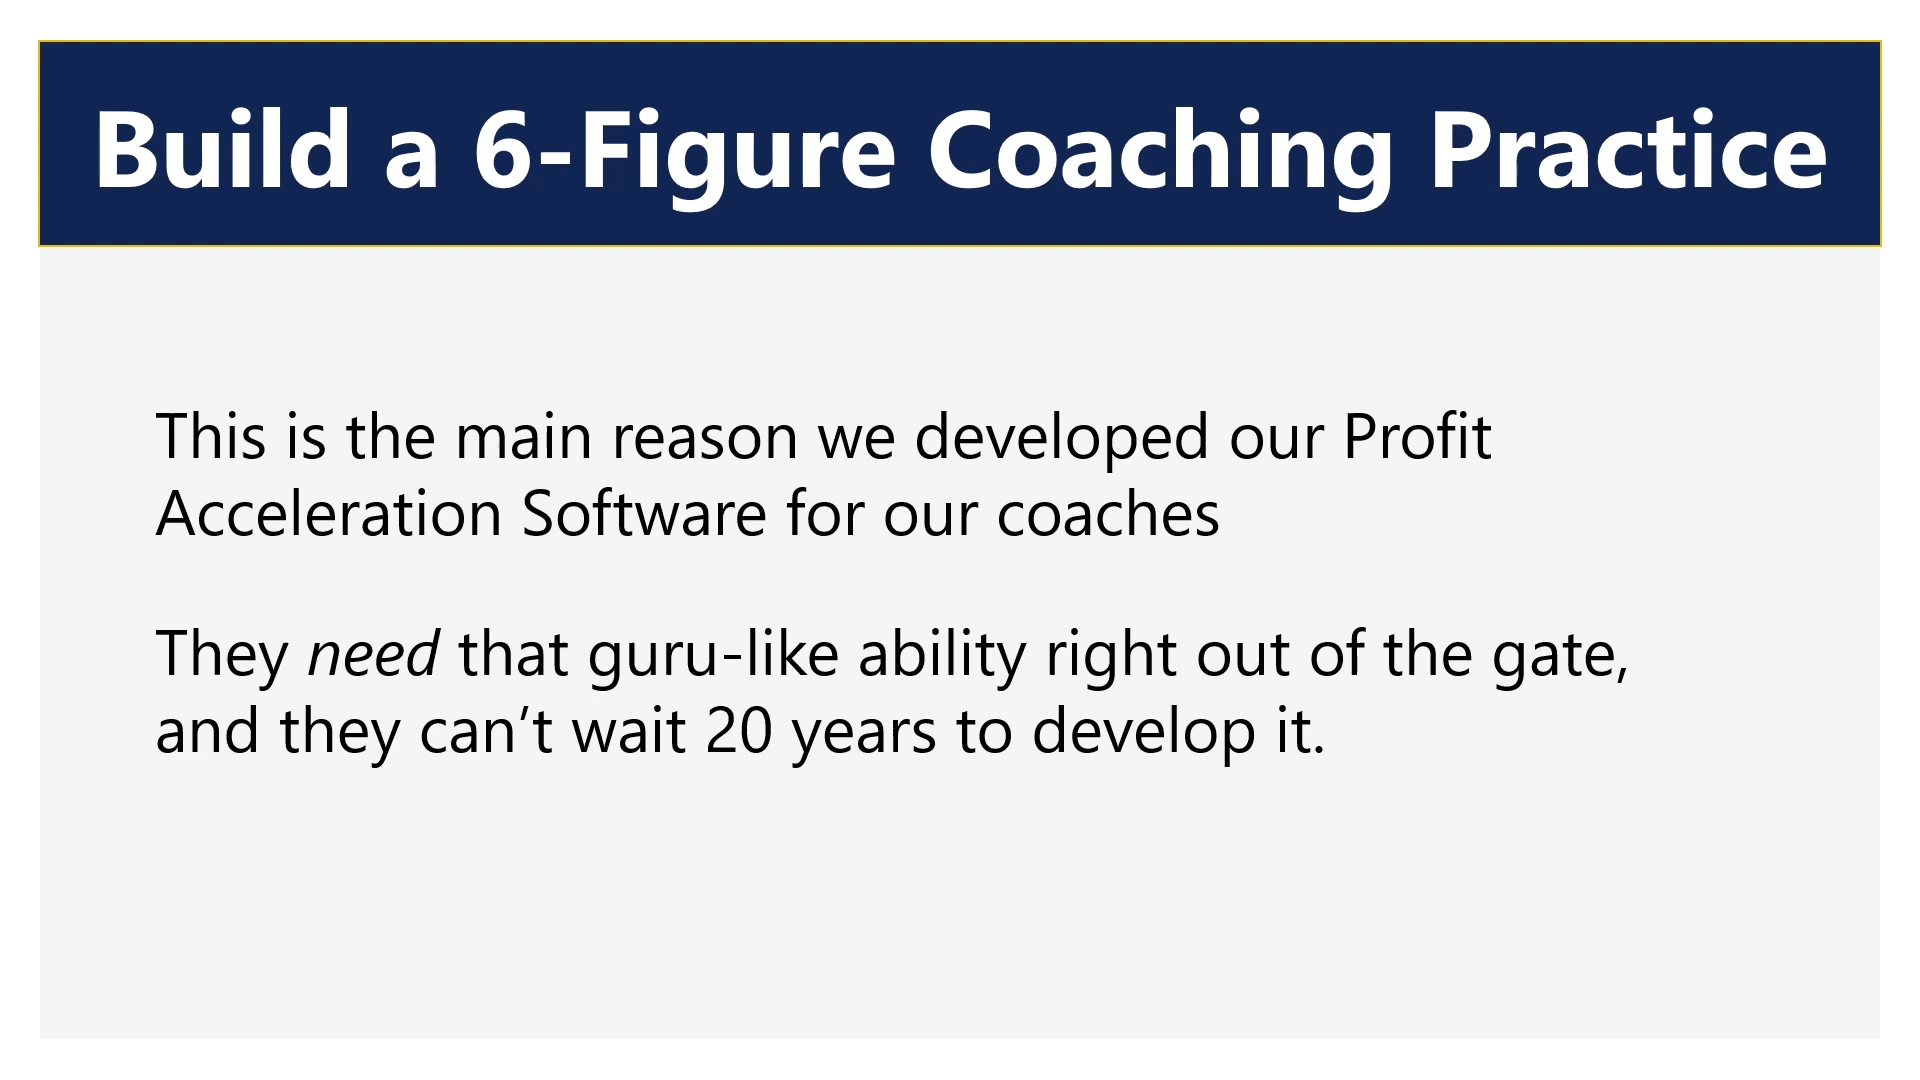 Build a 6-Figure Coaching Practice
This is the main reason we developed our Profit
Acceleration Software for our coaches
They need that guru-like ability right out of the gate,
and they can’t wait 20 years to develop it.